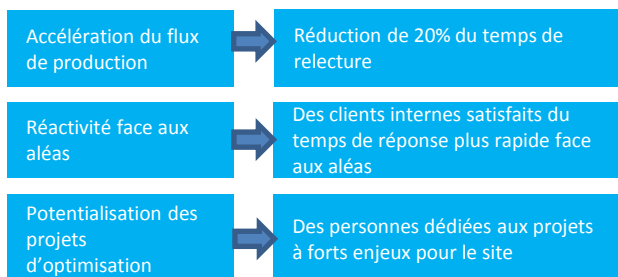 Accélération du flux
de production
Réduction de 20% du temps de
relecture
Réactivité face aux
aléas
Des clients internes satisfaits du
temps de réponse plus rapide face
aux aléas
Potentialisation des
projets
d’optimisation
Des personnes dédiées aux projets
à forts enjeux pour le site